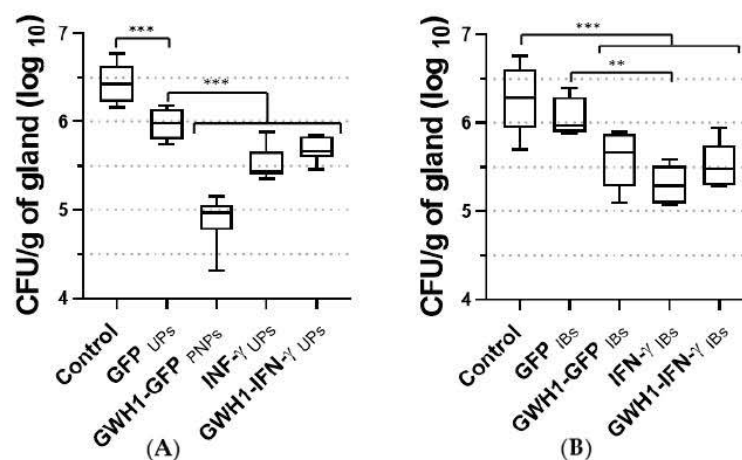 ***
***
CFU/g of gland (log 10)
7
6
5
4
Control
GFP UPs
GWH1-GFP PNPs
INF-γ UPs
GWH1-IFN-γ UPs
(A)
***
**
CFU/g of gland (log 10)
7
6
5
4
Control
GFP IBs
GWH1-GFP IBs
IFN-γ IBs
GWH1-IFN-γ IBs
(B)